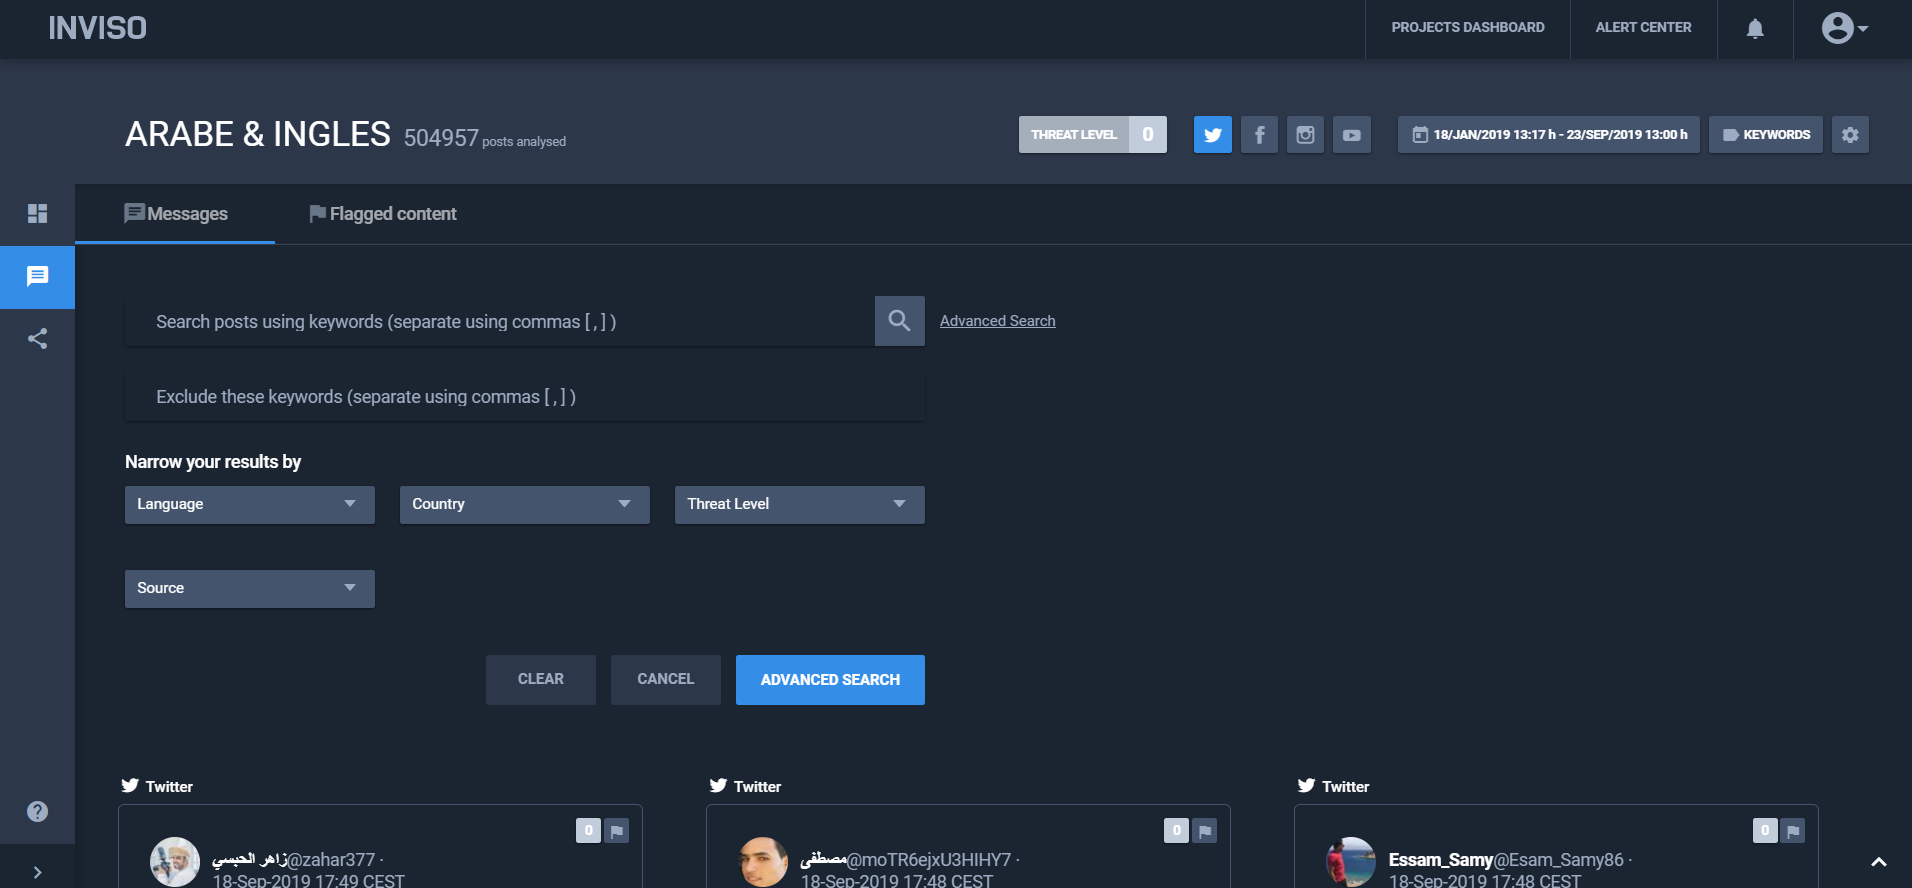 INVISO
PROJECTS DASHBOARD
ALERT CENTER
ARABE & INGLES 504957 posts analysed
THREAT LEVEL 0
18/JAN/2019 13:17 h - 23/SEP/2019 13:00 h
KEYWORDS
Messages
Flagged content
Search posts using keywords (separate using commas [ , ] )
Advanced Search
Exclude these keywords (separate using commas [ , ] )
Narrow your results by
Language
Country
Threat Level
Source
CLEAR
CANCEL
ADVANCED SEARCH
Twitter
0
زاهر الحبسي@zahar377 ·
18-Sep-2019 17:49 CEST
Twitter
0
مصطفى@moTR6ejxU3HIHY7 ·
18-Sep-2019 17:48 CEST
Twitter
0
Essam_Samy@Esam_Samy86 ·
18-Sep-2019 17:48 CEST